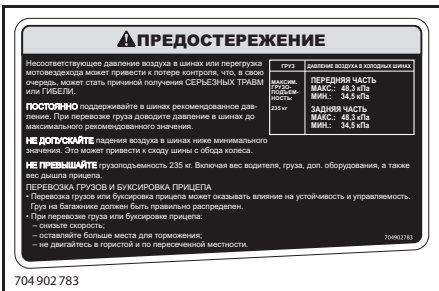 ПРЕДОСТЕРЕЖЕНИЕ
Несоответствующее давление воздуха в шинах или перегрузка
мотовездехода может привести к потере контроля, что, в свою
очередь, может стать причиной получения СЕРЬЕЗНЫХ ТРАВМ
или ГИБЕЛИ.
ПОСТОЯННО поддерживайте в шинах рекомендованное дав-
ление. При перевозке груза доводите давление в шинах до
максимального рекомендованного значения.
НЕ ДОПУСКАЙТЕ падения давления воздуха в шинах ниже минимального
значения. Это может привести к сходу шины с обода колеса.
НЕ ПРЕВЫШАЙТЕ грузоподъемность 235 кг. Включая вес водителя, груза, доп. оборудования, а также
вес дышла прицепа.
ПЕРЕВОЗКА ГРУЗОВ И БУКСИРОВКА ПРИЦЕПА
• Перевозка грузов или буксировка прицепа может оказывать влияние на устойчивость и управляемость.
Груз на багажнике должен быть правильно распределен.
• При перевозке груза или буксировке прицепа:
– снизьте скорость;
– оставляйте больше места для торможения;
– не двигайтесь в гористой и по пересеченной местности.
ГРУЗ ДАВЛЕНИЕ ВОЗДУХА В ХОЛОДНЫХ ШИНАХ
МАКСИМ.
ГРУЗО-
ПОДЪЕМ-
НОСТЬ:
235 кг
ПЕРЕДНЯЯ ЧАСТЬ
МАКС.: 48,3 кПа
МИН.: 34,5 кПа
ЗАДНЯЯ ЧАСТЬ
МАКС.: 48,3 кПа
МИН.: 34,5 кПа
704902783
704 902 783